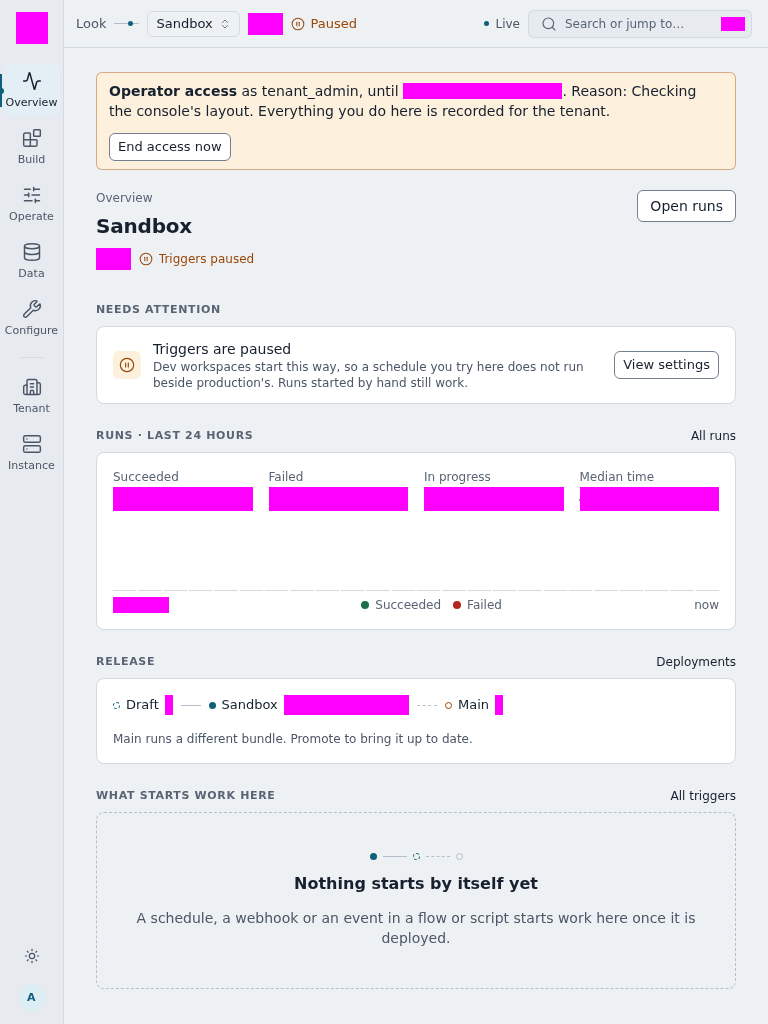 Look
Sandbox
Paused
Live
Search or jump to…
Overview
Build
Operate
Data
Configure
Tenant
Instance
A
Operator access as tenant_admin, until . Reason: Checking
the console's layout. Everything you do here is recorded for the tenant.
End access now
Overview
Sandbox
Triggers paused
Open runs
NEEDS ATTENTION
Triggers are paused
Dev workspaces start this way, so a schedule you try here does not run
beside production's. Runs started by hand still work.
View settings
RUNS · LAST 24 HOURS
All runs
Succeeded
Failed
In progress
Median time
Succeeded
Failed
now
RELEASE
Deployments
Draft
Sandbox
Main
Main runs a different bundle. Promote to bring it up to date.
WHAT STARTS WORK HERE
All triggers
Nothing starts by itself yet
A schedule, a webhook or an event in a flow or script starts work here once it is
deployed.